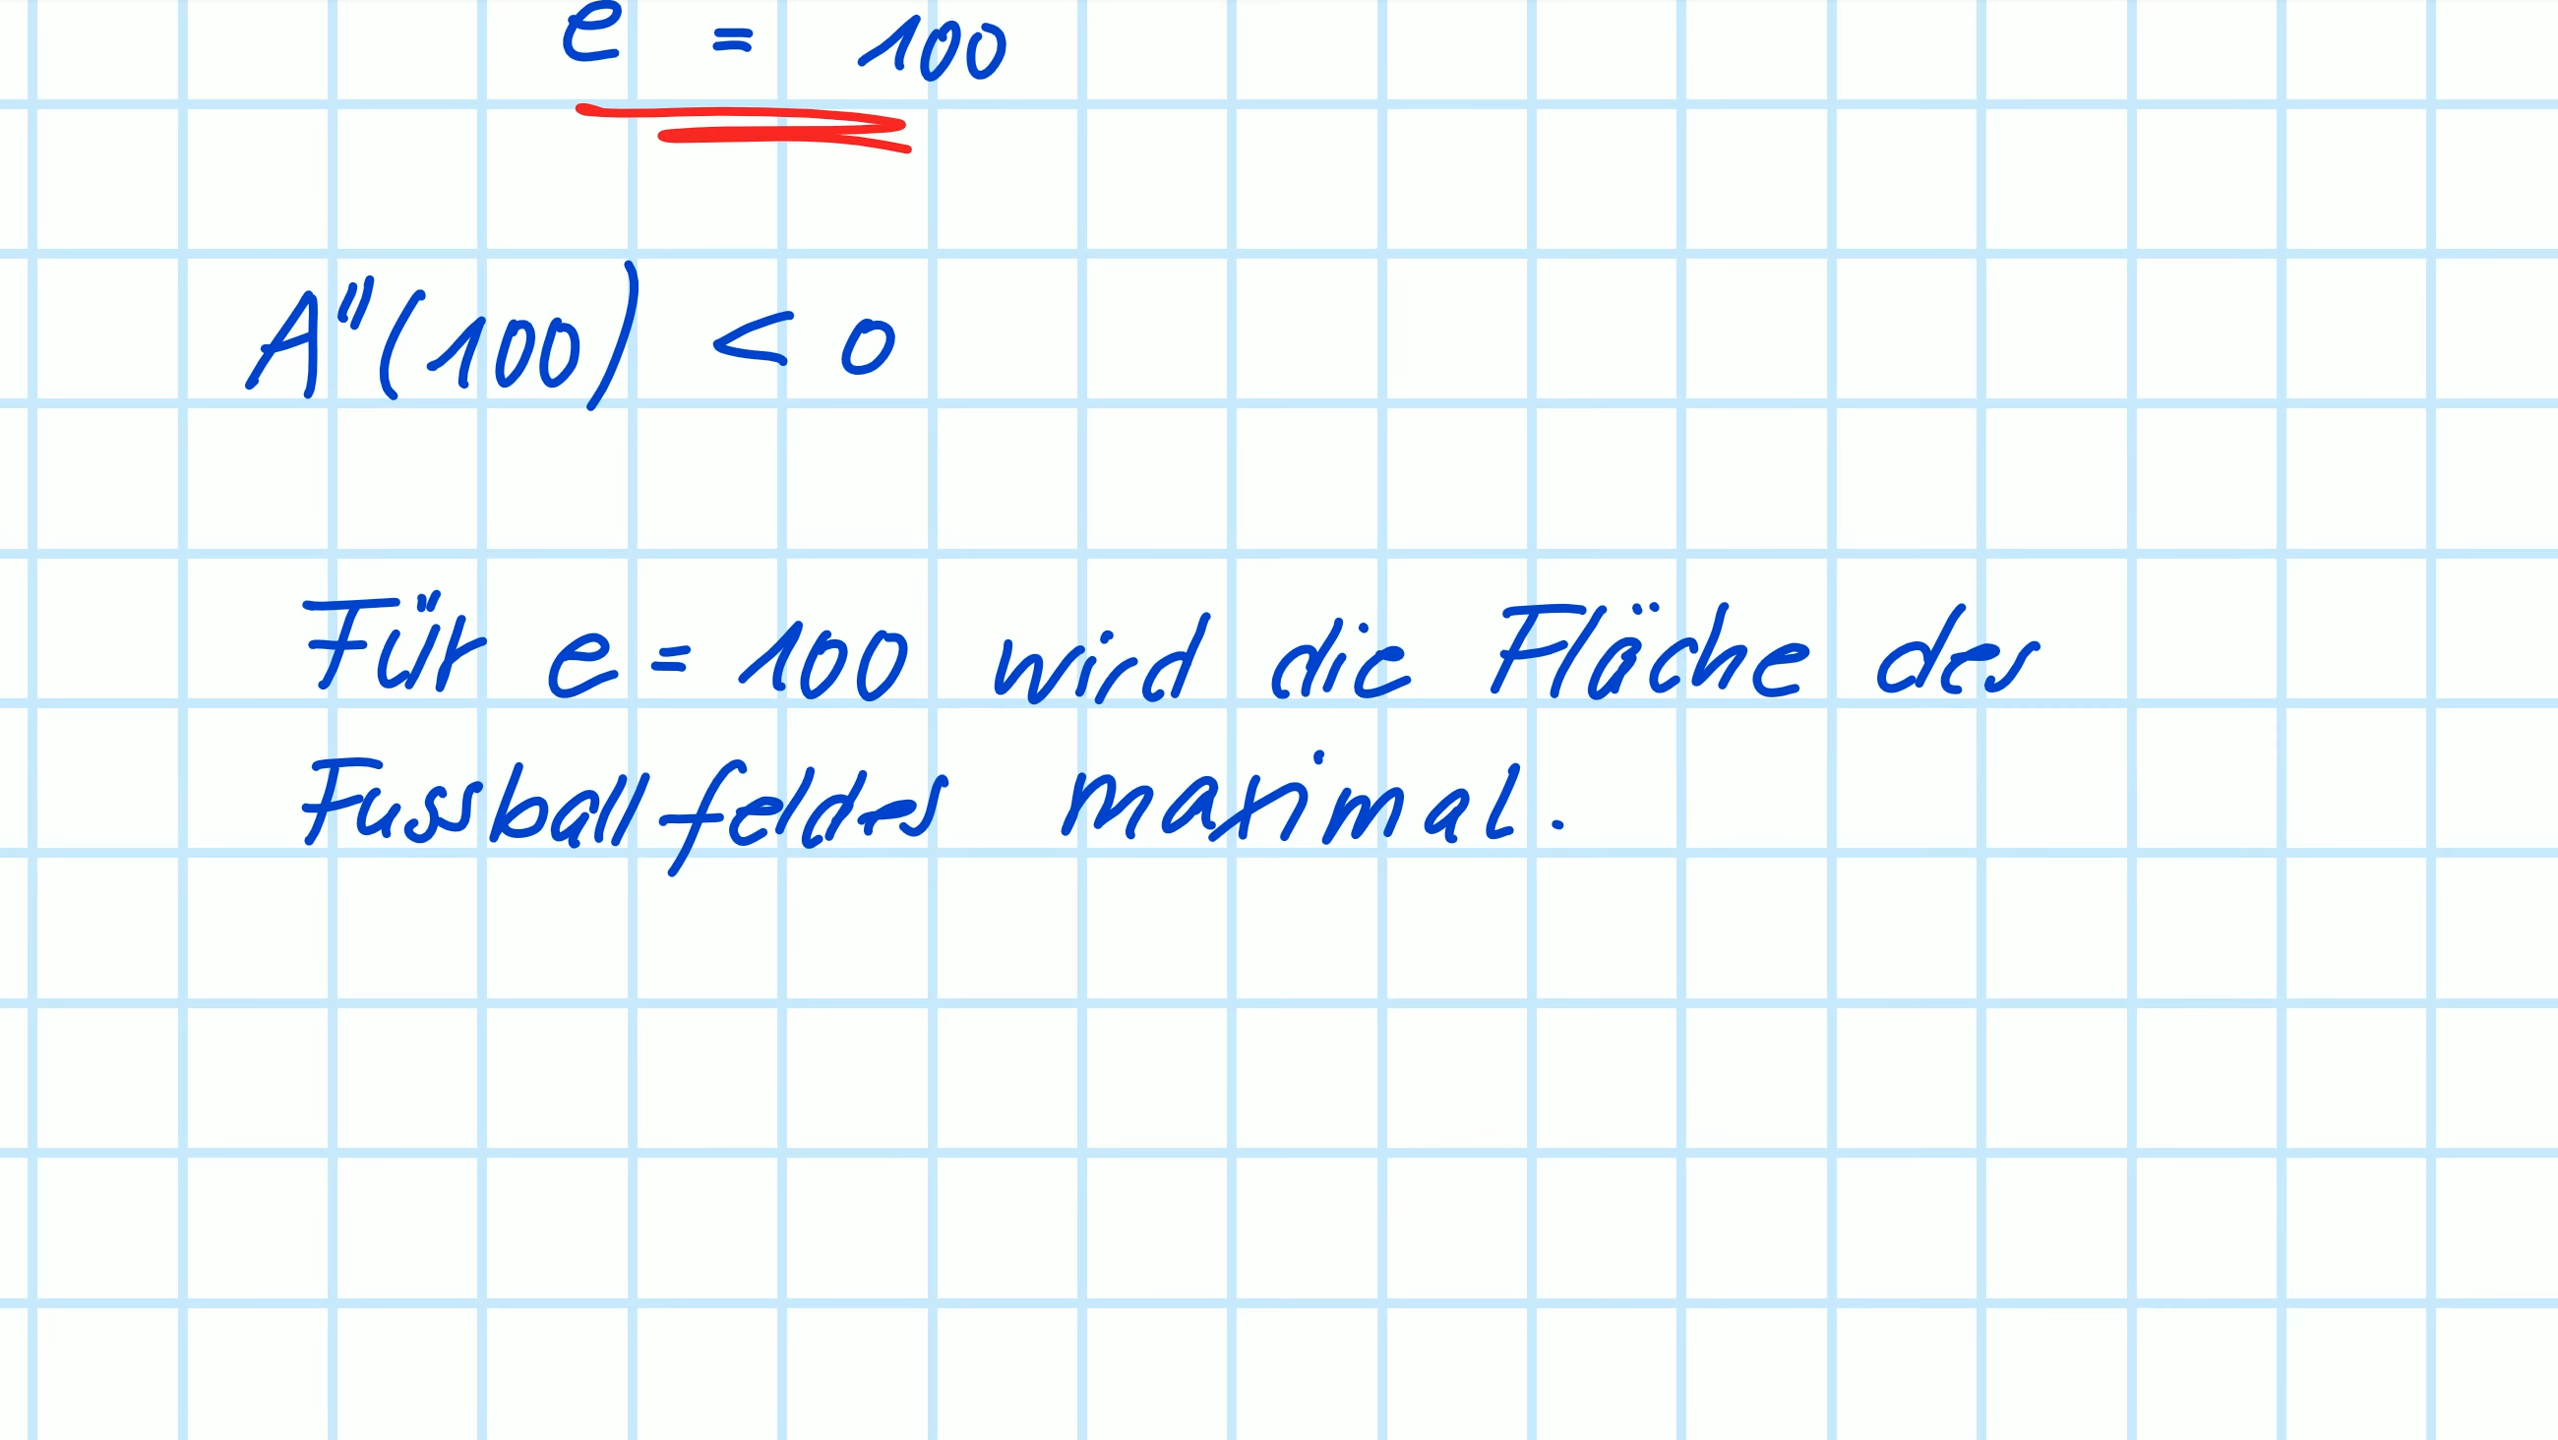 e = 100
A''(100) < 0
Für e = 100 wird die Fläche des
Fussballfeldes maximal.